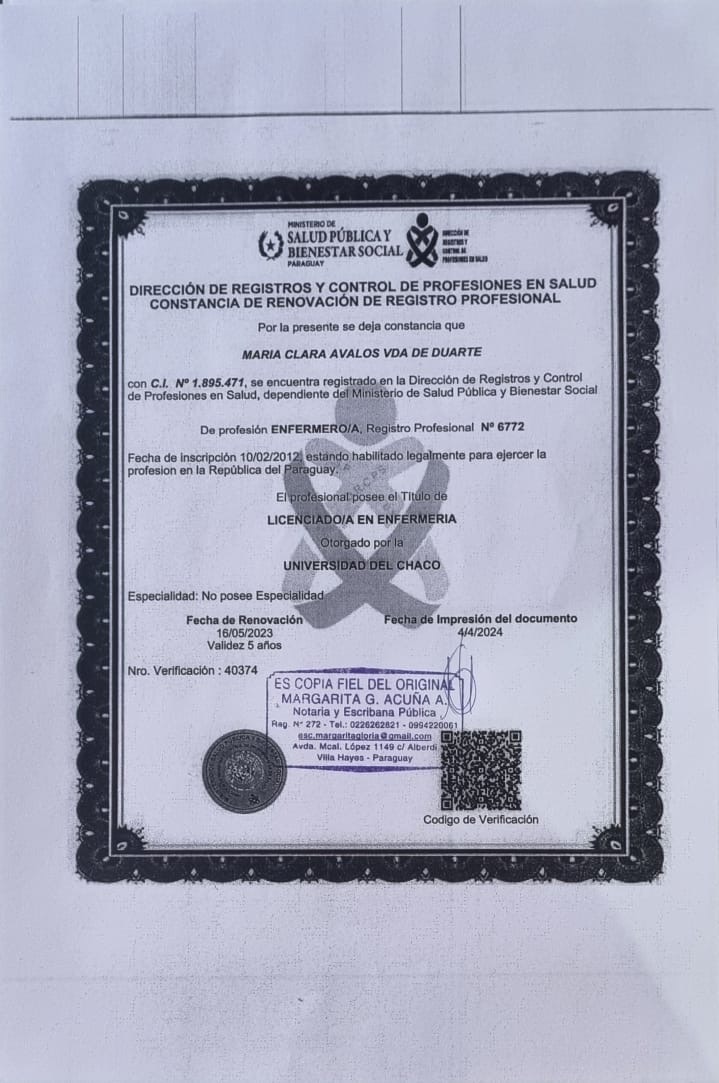 MINISTERIO DE
SALUD PÚBLICA Y
BIENESTAR SOCIAL
PARAGUAY
DIRECCIÓN DE
REGISTROS Y
CONTROL DE
PROFESIONES EN SALUD
DIRECCIÓN DE REGISTROS Y CONTROL DE PROFESIONES EN SALUD
CONSTANCIA DE RENOVACIÓN DE REGISTRO PROFESIONAL
Por la presente se deja constancia que
MARIA CLARA AVALOS VDA DE DUARTE
con C.I. Nº 1.895.471, se encuentra registrado en la Dirección de Registros y Control
de Profesiones en Salud, dependiente del Ministerio de Salud Pública y Bienestar Social
De profesión ENFERMERO/A, Registro Profesional Nº 6772
Fecha de inscripción 10/02/2012, estando habilitado legalmente para ejercer la
profesion en la República del Paraguay.
El profesional posee el Título de
LICENCIADO/A EN ENFERMERIA
Otorgado por la
UNIVERSIDAD DEL CHACO
Especialidad: No posee Especialidad
Fecha de Renovación
16/05/2023
Validez 5 años
Fecha de Impresión del documento
4/4/2024
Nro. Verificación : 40374
ES COPIA FIEL DEL ORIGINAL
MARGARITA G. ACUÑA A.
Notaria y Escribana Pública
Reg. Nº 272 - Tel.: 0226262821 - 0994220061
esc.margaritagloria@gmail.com
Avda. Mcal. López 1149 c/ Alberdi
Villa Hayes - Paraguay
Codigo de Verificación